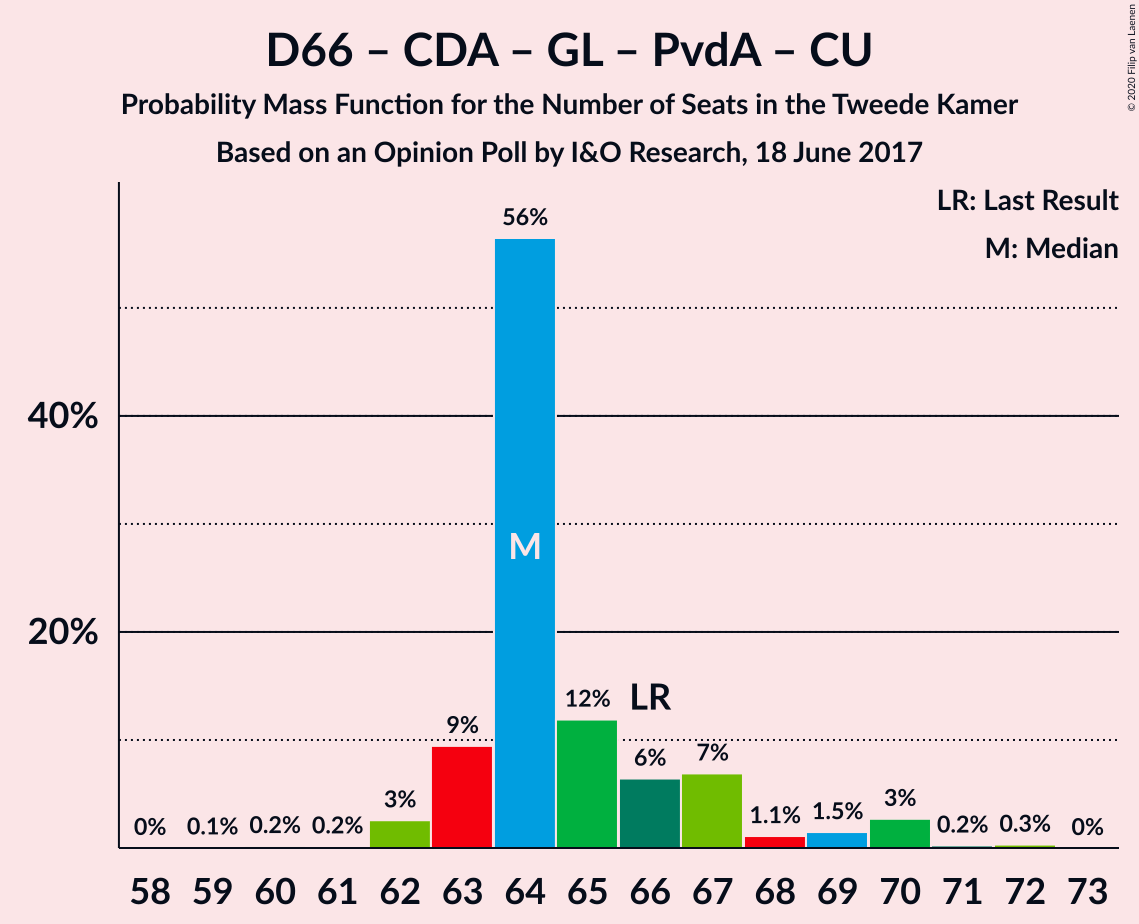 D66 – CDA – GL – PvdA – CU
Probability Mass Function for the Number of Seats in the Tweede Kamer
Based on an Opinion Poll by I&O Research, 18 June 2017
© 2020 Filip van Laenen
LR: Last Result
M: Median
56%
40%
M
20%
12%
LR
9%
6%
7%
3%
0%
0.1%
0.2%
0.2%
1.1%
1.5%
3%
0.2%
0.3%
0%
58 59 60 61 62 63 64 65 66 67 68 69 70 71 72 73